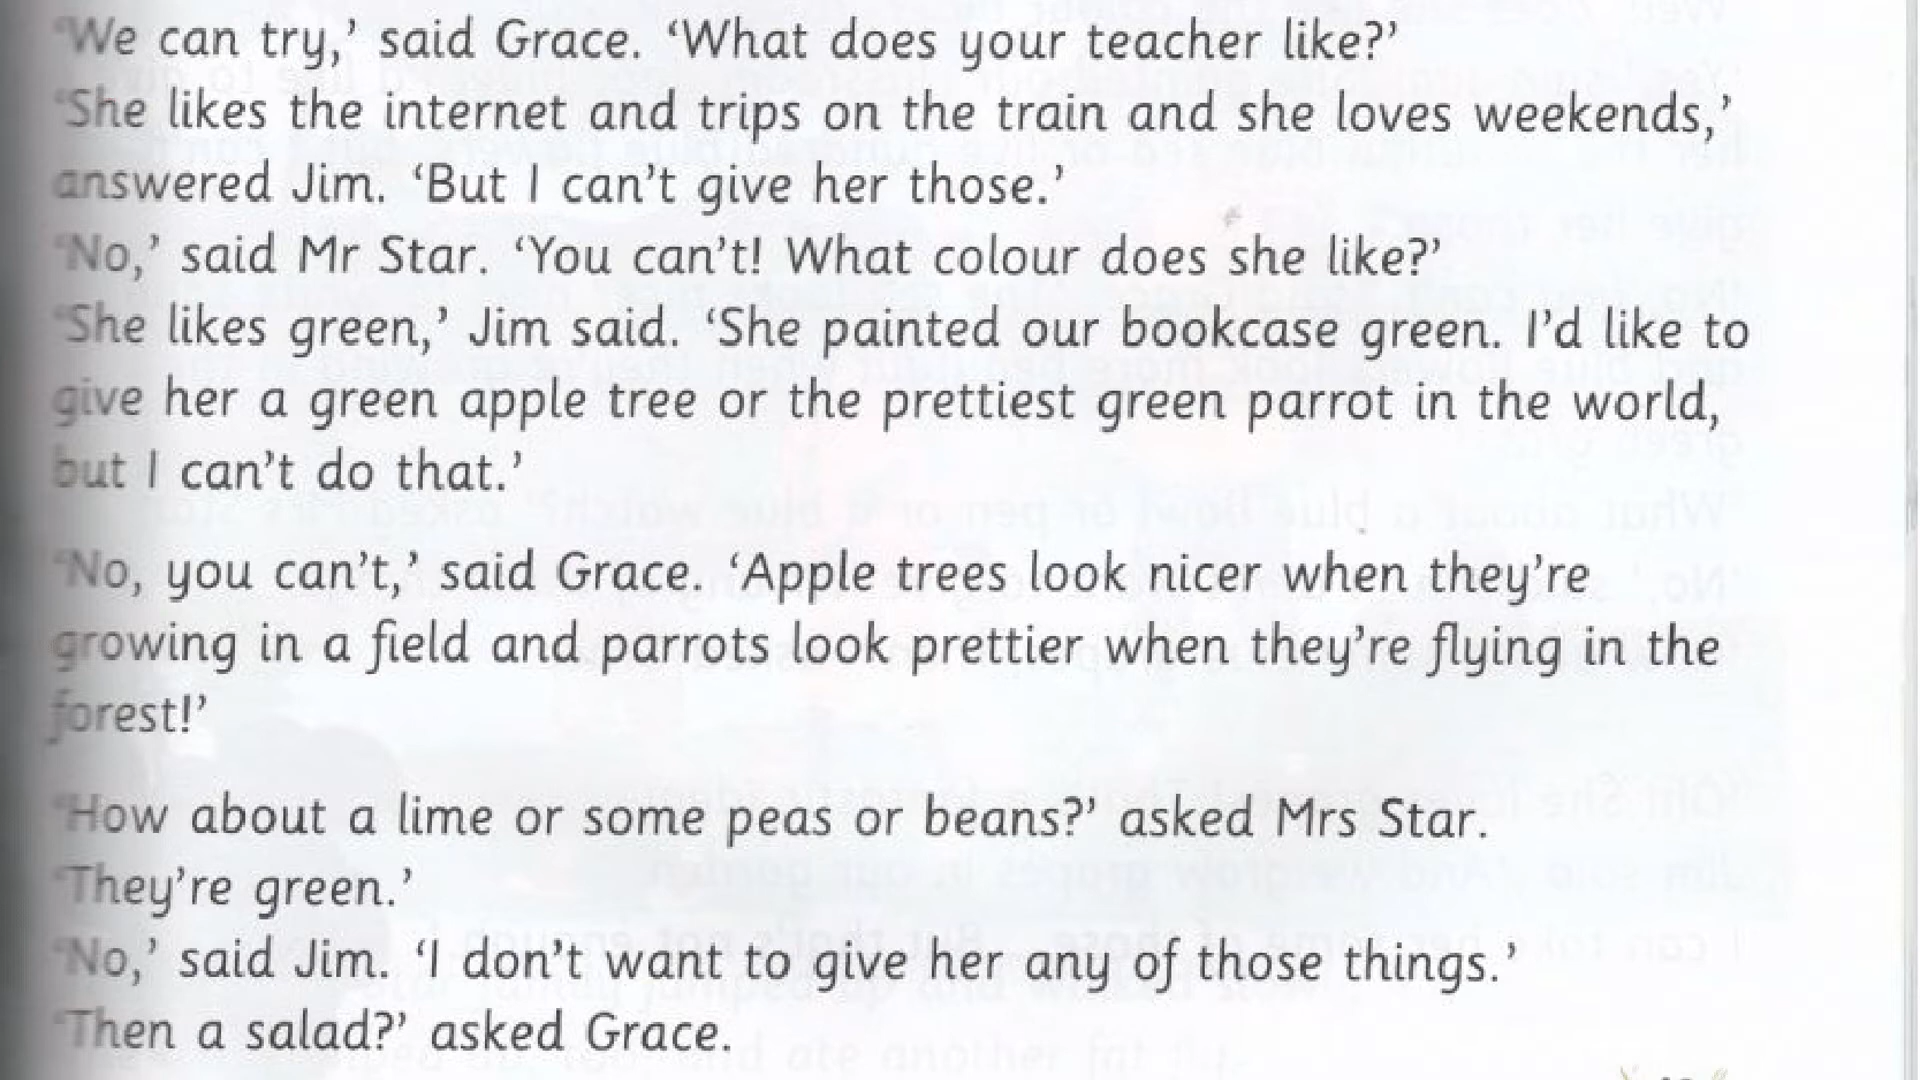 ‘We can try,’ said Grace. ‘What does your teacher like?’
‘She likes the internet and trips on the train and she loves weekends,’
answered Jim. ‘But I can’t give her those.’
‘No,’ said Mr Star. ‘You can’t! What colour does she like?’
‘She likes green,’ Jim said. ‘She painted our bookcase green. I’d like to
give her a green apple tree or the prettiest green parrot in the world,
but I can’t do that.’
‘No, you can’t,’ said Grace. ‘Apple trees look nicer when they’re
growing in a field and parrots look prettier when they’re flying in the
forest!’
‘How about a lime or some peas or beans?’ asked Mrs Star.
‘They’re green.’
‘No,’ said Jim. ‘I don’t want to give her any of those things.’
‘Then a salad?’ asked Grace.